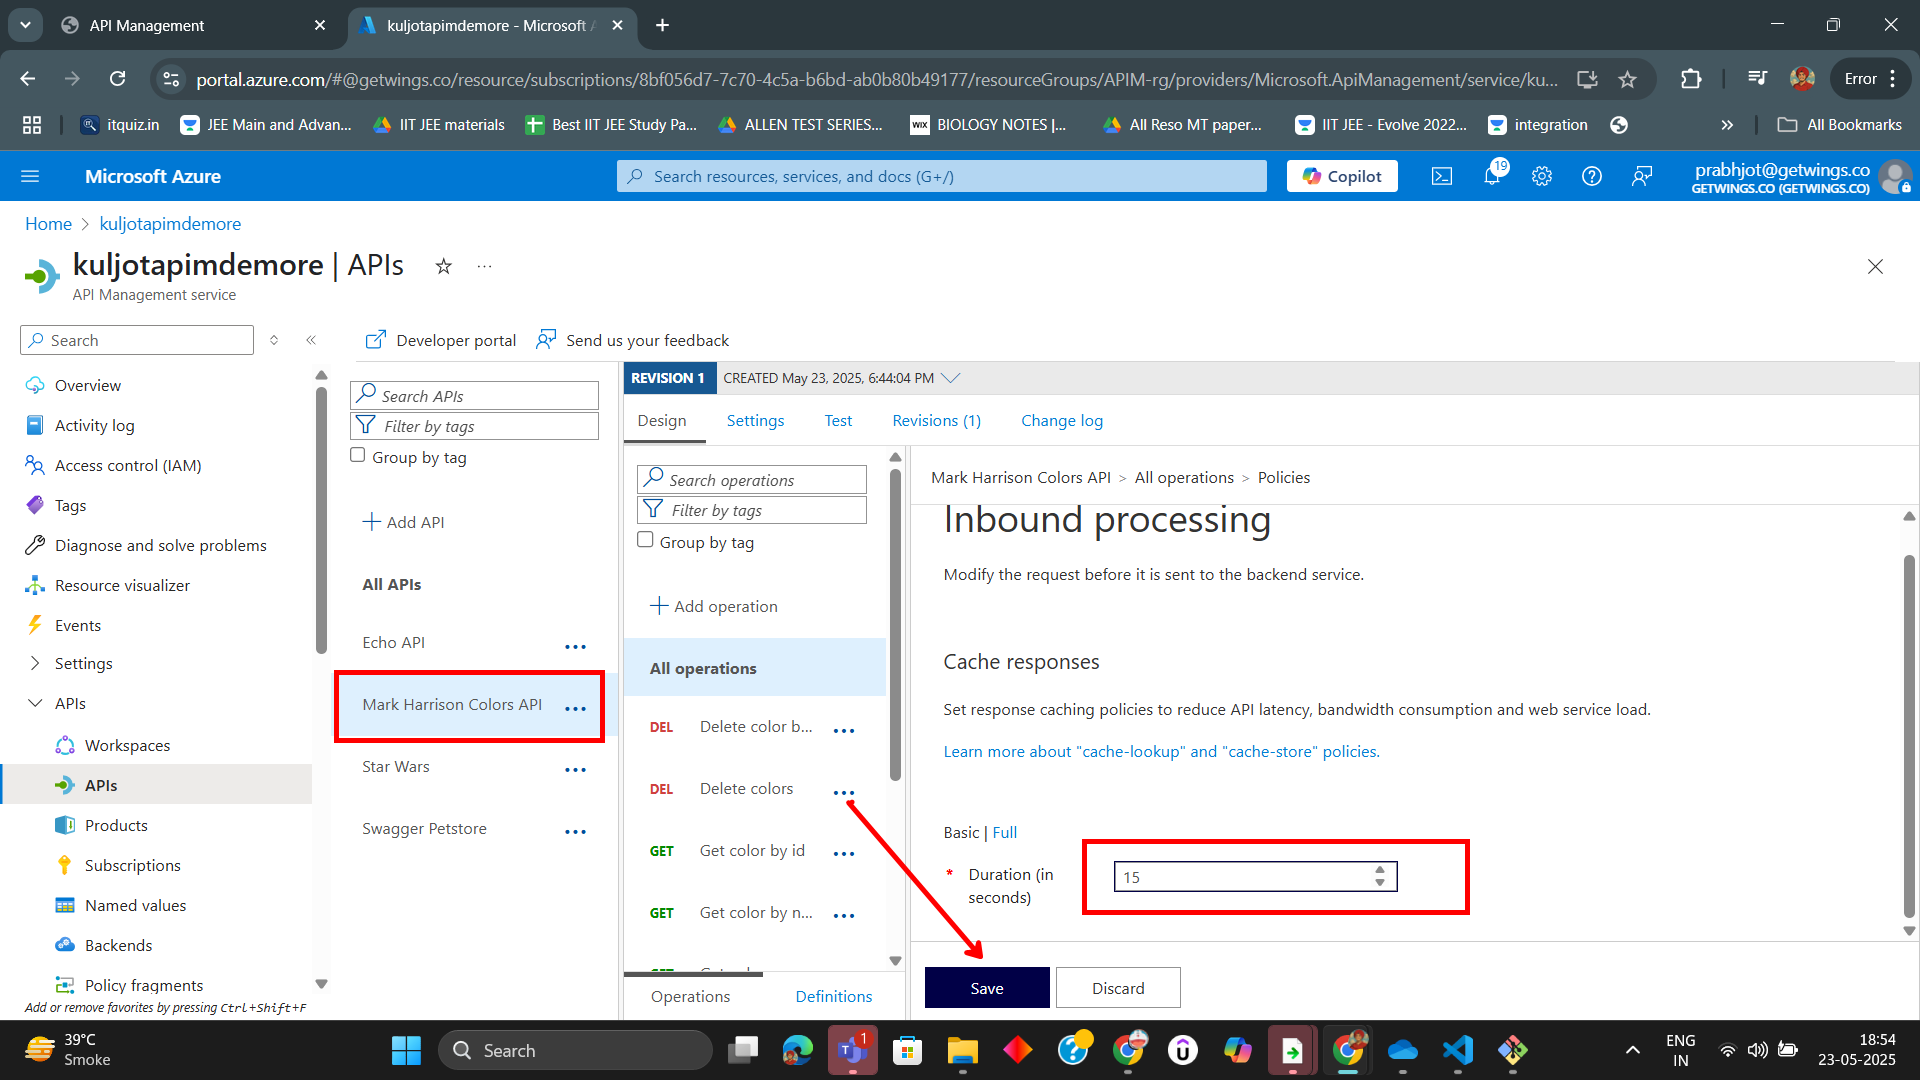 API Management
kuljotapimdemore - Microsoft A
portal.azure.com/#@getwings.co/resource/subscriptions/8bf056d7-7c70-4c5a-b6bd-ab0b80b49177/resourceGroups/APIM-rg/providers/Microsoft.ApiManagement/service/ku...
Error
itquiz.in
JEE Main and Advan...
IIT JEE materials
Best IIT JEE Study Pa...
ALLEN TEST SERIES...
WIX
BIOLOGY NOTES |...
All Reso MT paper...
IIT JEE - Evolve 2022...
integration
All Bookmarks
Microsoft Azure
Search resources, services, and docs (G+/)
Copilot
19
prabhjot@getwings.co
GETWINGS.CO (GETWINGS.CO)
Home > kuljotapimdemore
kuljotapimdemore | APIs
API Management service
Search
Overview
Activity log
Access control (IAM)
Tags
Diagnose and solve problems
Resource visualizer
Events
Settings
APIs
Workspaces
APIs
Products
Subscriptions
Named values
Backends
Policy fragments
Add or remove favorites by pressing Ctrl+Shift+F
Developer portal
Send us your feedback
Search APIs
Filter by tags
Group by tag
Add API
All APIs
Echo API
Mark Harrison Colors API
Star Wars
Swagger Petstore
REVISION 1
CREATED May 23, 2025, 6:44:04 PM
Design
Settings
Test
Revisions (1)
Change log
Search operations
Filter by tags
Group by tag
Add operation
All operations
DEL Delete color b...
DEL Delete colors
GET Get color by id
GET Get color by n...
Operations
Definitions
Mark Harrison Colors API > All operations > Policies
Inbound processing
Modify the request before it is sent to the backend service.
Cache responses
Set response caching policies to reduce API latency, bandwidth consumption and web service load.
Learn more about "cache-lookup" and "cache-store" policies.
Basic | Full
* Duration (in
seconds)
15
Save
Discard
39°C
Smoke
Search
1
ENG
IN
18:54
23-05-2025